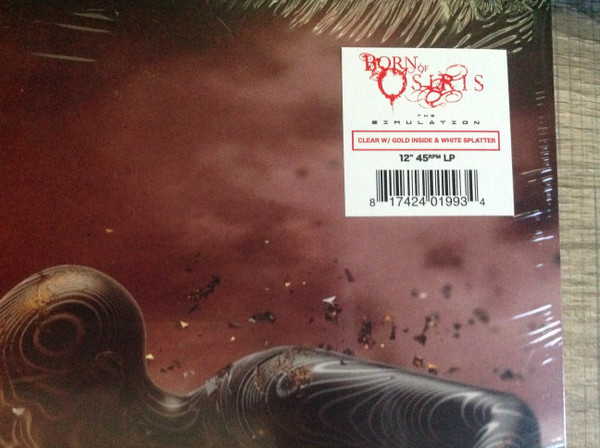 BORN OF OSIRIS
THE
SIMULATION
CLEAR W/ GOLD INSIDE & WHITE SPLATTER
12" 45RPM LP
8 17424 01993 4